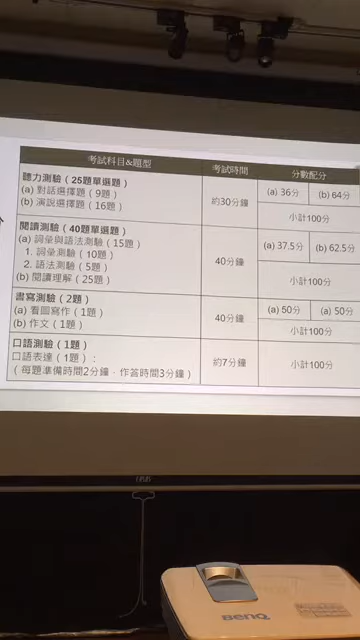 考試科目&題型 考試時間 分數配分
聽力測驗（25題單選題） 約30分鐘 (a) 36分 (b) 64分
(a) 對話選擇題（9題）
(b) 演說選擇題（16題） 小計100分
閱讀測驗（40題單選題） 40分鐘 (a) 37.5分 (b) 62.5分
(a) 詞彙與語法測驗（15題）
1. 詞彙測驗（10題）
2. 語法測驗（5題） 小計100分
(b) 閱讀理解（25題）
書寫測驗（2題） 40分鐘 (a) 50分 (a) 50分
(a) 看圖寫作（1題）
(b) 作文（1題） 小計100分
口語測驗（1題） 約7分鐘 小計100分
口語表達（1題）：
（每題準備時間2分鐘．作答時間3分鐘）
BenQ